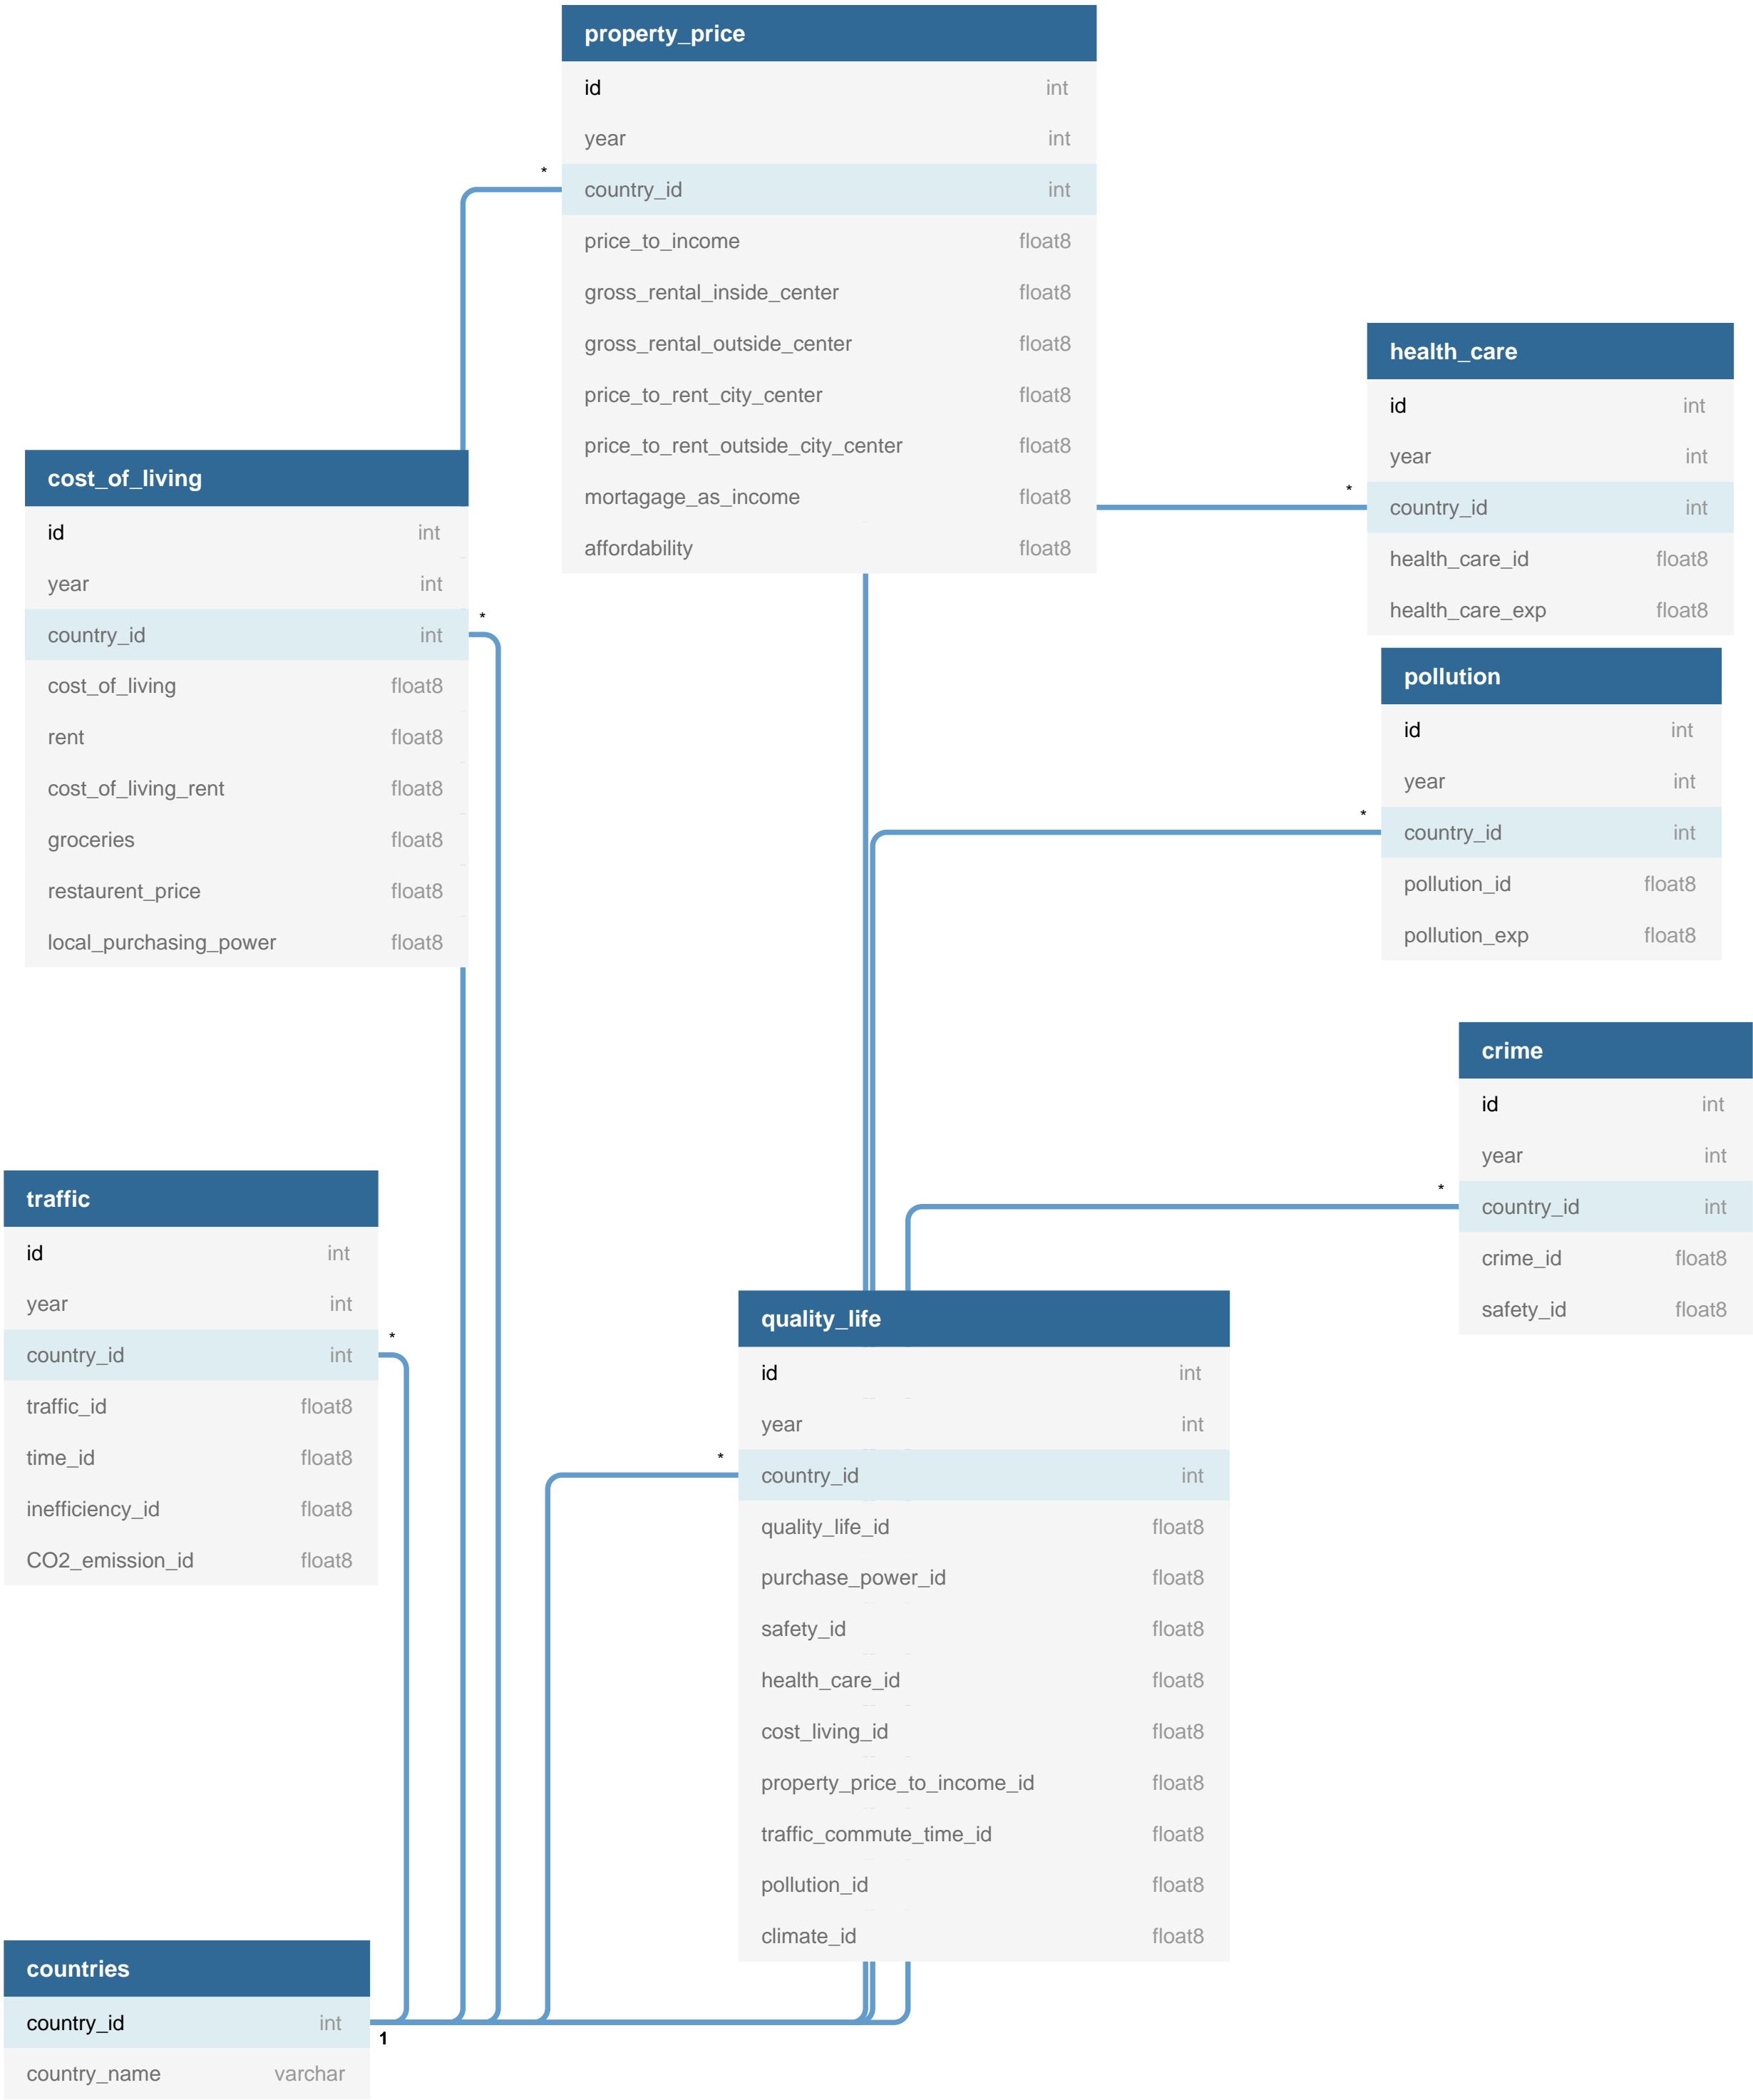 property_price
id int
year int
* country_id int
price_to_income float8
gross_rental_inside_center float8
gross_rental_outside_center float8
price_to_rent_city_center float8
price_to_rent_outside_city_center float8
mortagage_as_income float8
affordability float8
health_care
id int
year int
* country_id int
health_care_id float8
health_care_exp float8
cost_of_living
id int
year int
country_id int *
cost_of_living float8
rent float8
cost_of_living_rent float8
groceries float8
restaurent_price float8
local_purchasing_power float8
pollution
id int
year int
* country_id int
pollution_id float8
pollution_exp float8
crime
id int
year int
* country_id int
crime_id float8
safety_id float8
traffic
id int
year int
country_id int *
traffic_id float8
time_id float8
inefficiency_id float8
CO2_emission_id float8
quality_life
id int
year int
* country_id int
quality_life_id float8
purchase_power_id float8
safety_id float8
health_care_id float8
cost_living_id float8
property_price_to_income_id float8
traffic_commute_time_id float8
pollution_id float8
climate_id float8
countries
country_id int 1
country_name varchar